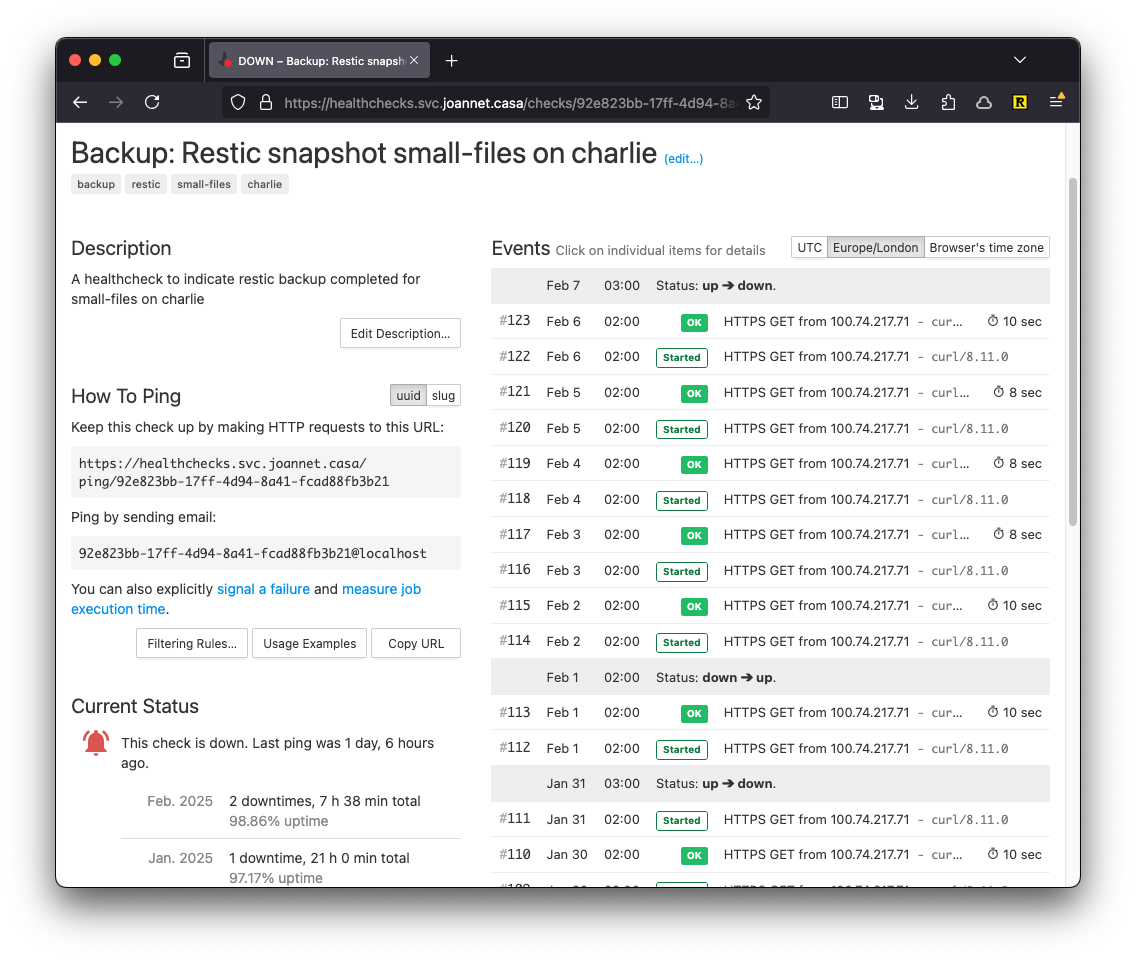 DOWN – Backup: Restic snapsh
https://healthchecks.svc.joannet.casa/checks/92e823bb-17ff-4d94-8a
R
Backup: Restic snapshot small-files on charlie (edit...)
backup restic small-files charlie
Description
A healthcheck to indicate restic backup completed for
small-files on charlie
Edit Description...
How To Ping uuid slug
Keep this check up by making HTTP requests to this URL:
https://healthchecks.svc.joannet.casa/
ping/92e823bb-17ff-4d94-8a41-fcad88fb3b21
Ping by sending email:
92e823bb-17ff-4d94-8a41-fcad88fb3b21@localhost
You can also explicitly signal a failure and measure job
execution time.
Filtering Rules... Usage Examples Copy URL
Current Status
This check is down. Last ping was 1 day, 6 hours
ago.
Feb. 2025 2 downtimes, 7 h 38 min total
98.86% uptime
Jan. 2025 1 downtime, 21 h 0 min total
97.17% uptime
Events Click on individual items for details UTC Europe/London Browser's time zone
Feb 7 03:00 Status: up ➔ down.
#123 Feb 6 02:00 OK HTTPS GET from 100.74.217.71 - cur... 10 sec
#122 Feb 6 02:00 Started HTTPS GET from 100.74.217.71 - curl/8.11.0
#121 Feb 5 02:00 OK HTTPS GET from 100.74.217.71 - curl... 8 sec
#120 Feb 5 02:00 Started HTTPS GET from 100.74.217.71 - curl/8.11.0
#119 Feb 4 02:00 OK HTTPS GET from 100.74.217.71 - curl... 8 sec
#118 Feb 4 02:00 Started HTTPS GET from 100.74.217.71 - curl/8.11.0
#117 Feb 3 02:00 OK HTTPS GET from 100.74.217.71 - curl... 8 sec
#116 Feb 3 02:00 Started HTTPS GET from 100.74.217.71 - curl/8.11.0
#115 Feb 2 02:00 OK HTTPS GET from 100.74.217.71 - cur... 10 sec
#114 Feb 2 02:00 Started HTTPS GET from 100.74.217.71 - curl/8.11.0
Feb 1 02:00 Status: down ➔ up.
#113 Feb 1 02:00 OK HTTPS GET from 100.74.217.71 - cur... 10 sec
#112 Feb 1 02:00 Started HTTPS GET from 100.74.217.71 - curl/8.11.0
Jan 31 03:00 Status: up ➔ down.
#111 Jan 31 02:00 Started HTTPS GET from 100.74.217.71 - curl/8.11.0
#110 Jan 30 02:00 OK HTTPS GET from 100.74.217.71 - cur... 10 sec